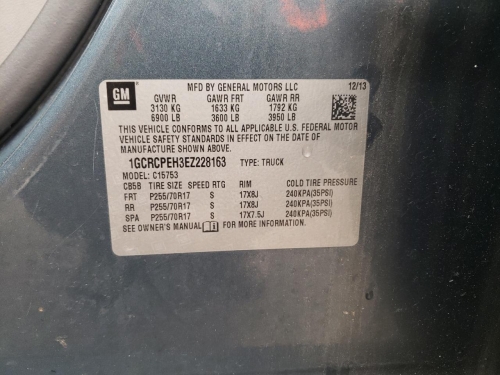 GM
MFD BY GENERAL MOTORS LLC 12/13
GVWR GAWR FRT GAWR RR
3130 KG 1633 KG 1792 KG
6900 LB 3600 LB 3950 LB
THIS VEHICLE CONFORMS TO ALL APPLICABLE U.S. FEDERAL MOTOR
VEHICLE SAFETY STANDARDS IN EFFECT ON THE DATE OF
MANUFACTURE SHOWN ABOVE.
1GCRCPEH3EZ228163 TYPE: TRUCK
MODEL: C15753
CB5B TIRE SIZE SPEED RTG RIM COLD TIRE PRESSURE
FRT P255/70R17 S 17X8J 240KPA(35PSI)
RR P255/70R17 S 17X8J 240KPA(35PSI)
SPA P255/70R17 S 17X7.5J 240KPA(35PSI)
SEE OWNER'S MANUAL FOR MORE INFORMATION.